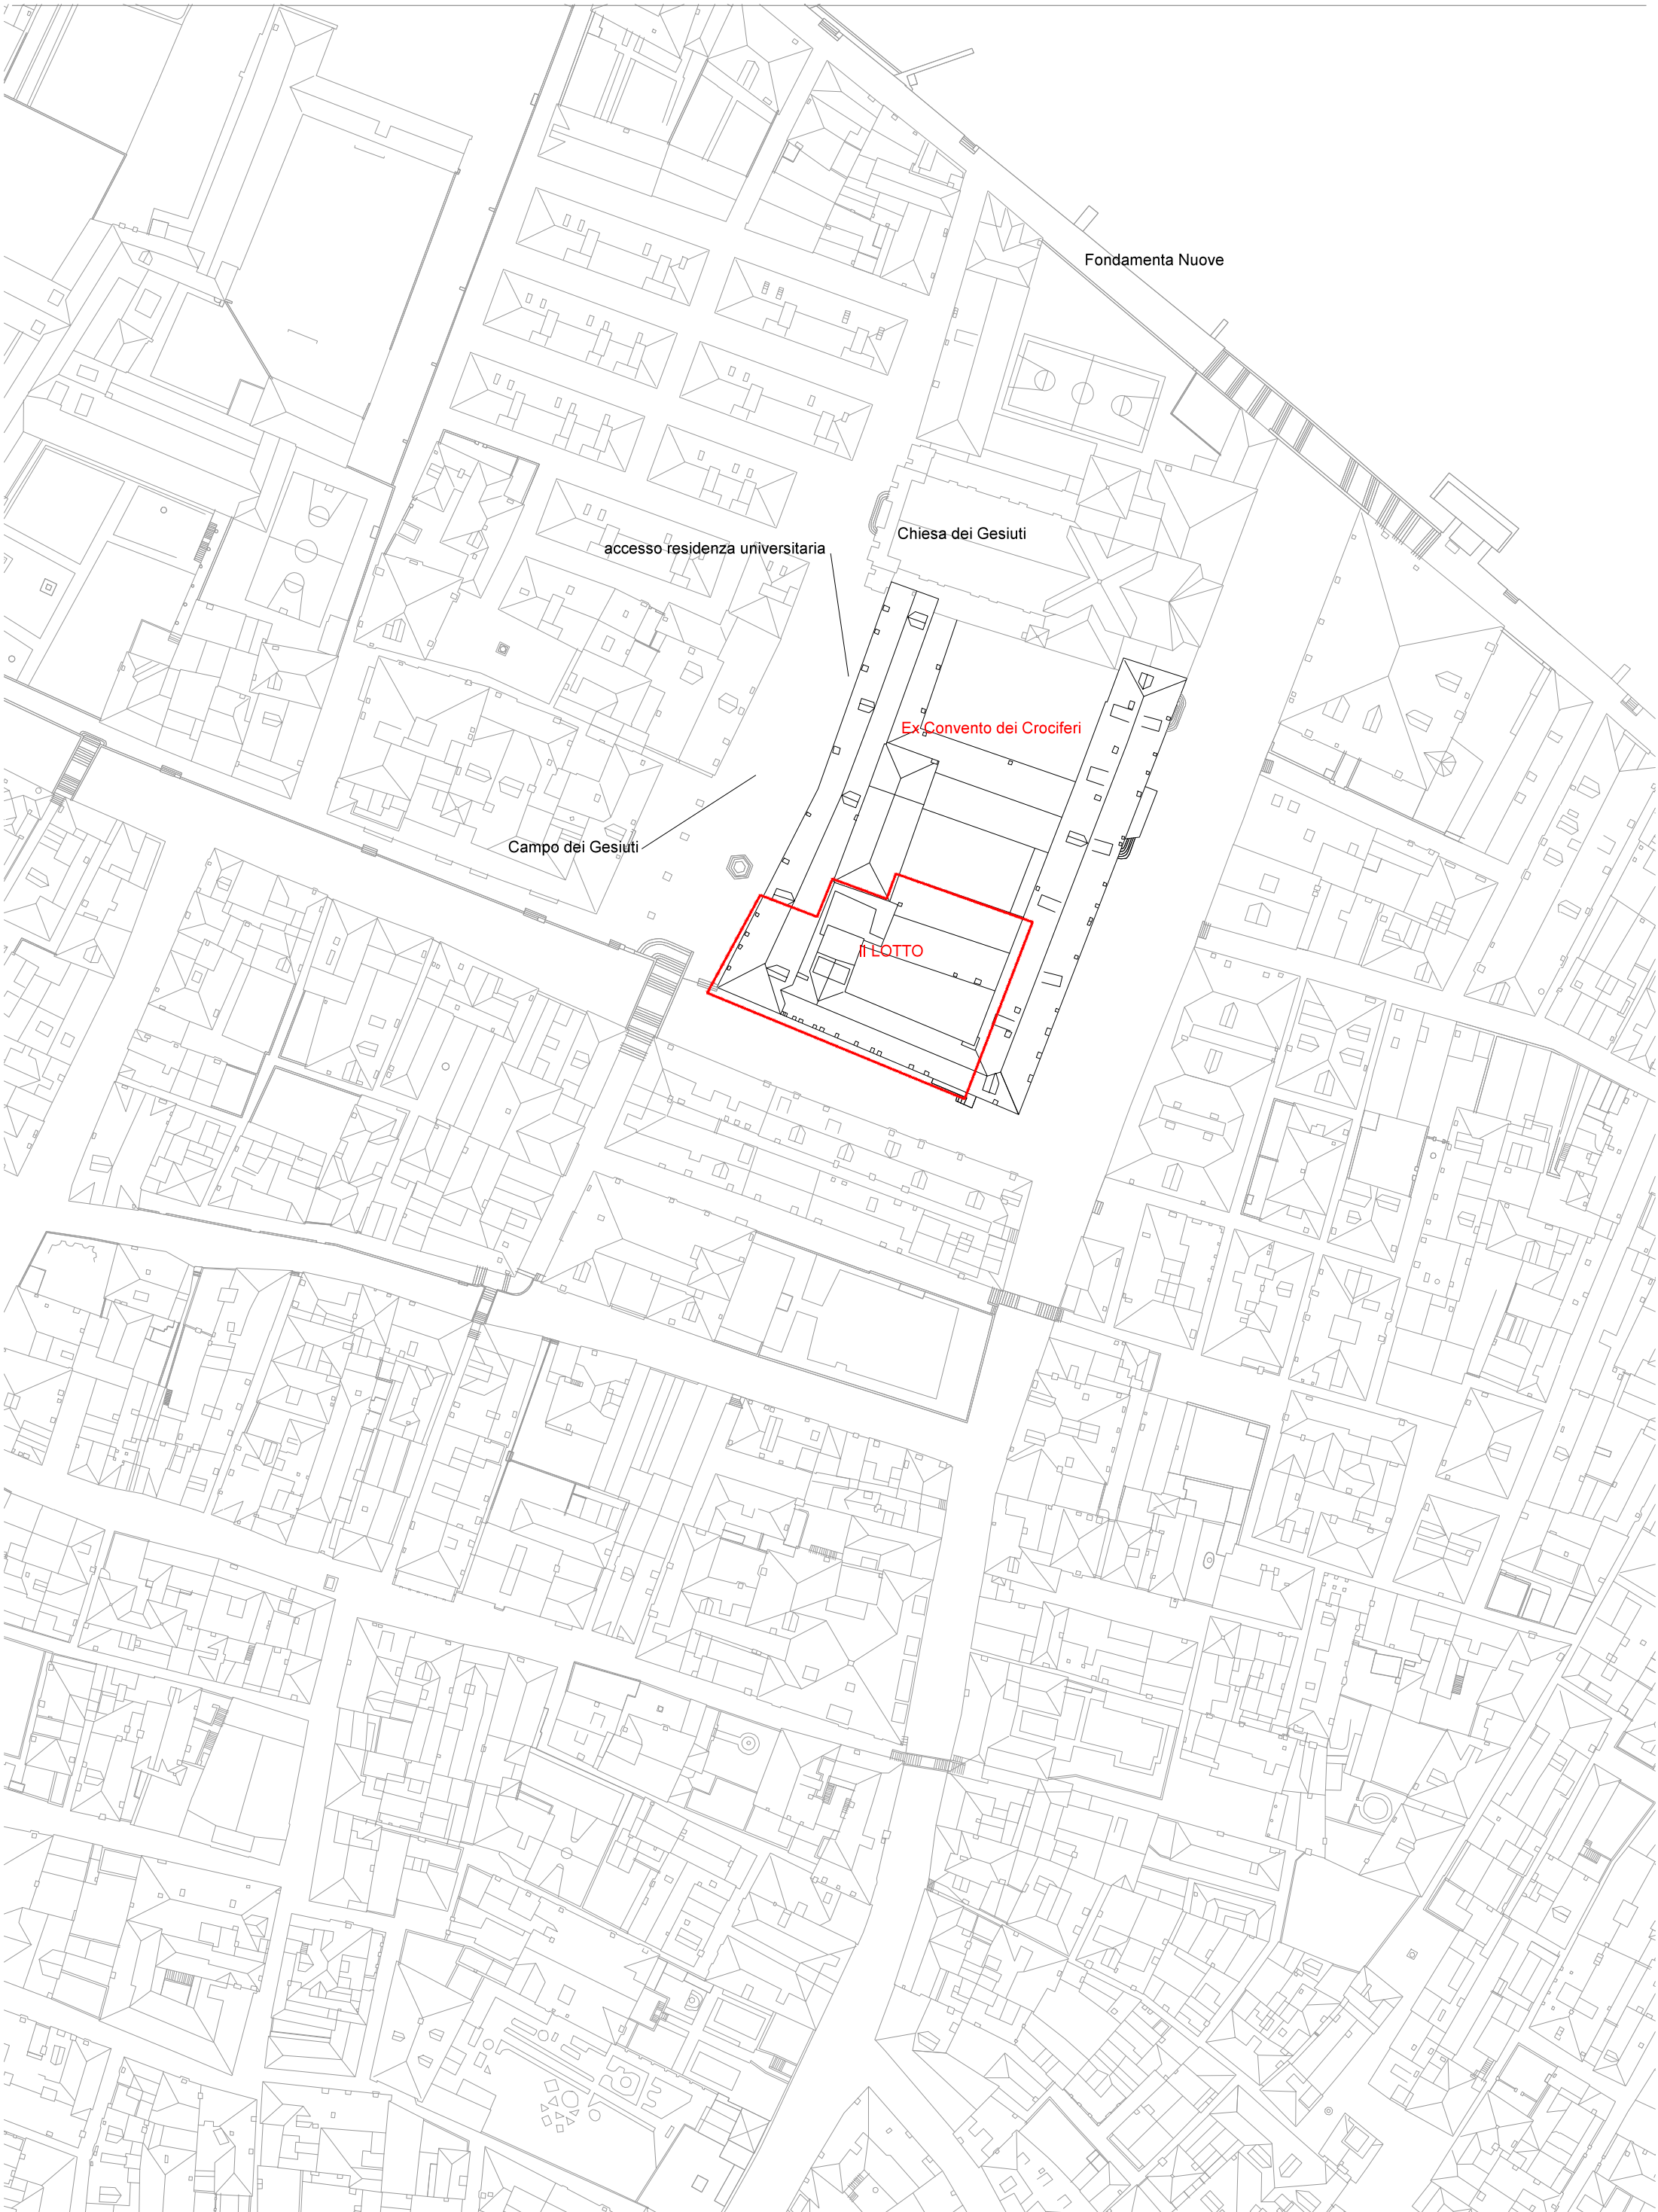 Fondamenta Nuove
Chiesa dei Gesiuti
accesso residenza universitaria
Ex Convento dei Crociferi
Campo dei Gesiuti
II LOTTO